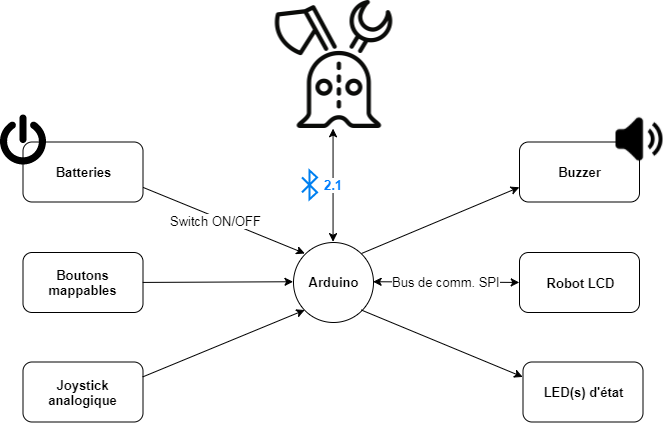 2.1
Batteries
Buzzer
Switch ON/OFF
Boutons
mappables
Arduino
Bus de comm. SPI
Robot LCD
Joystick
analogique
LED(s) d'état